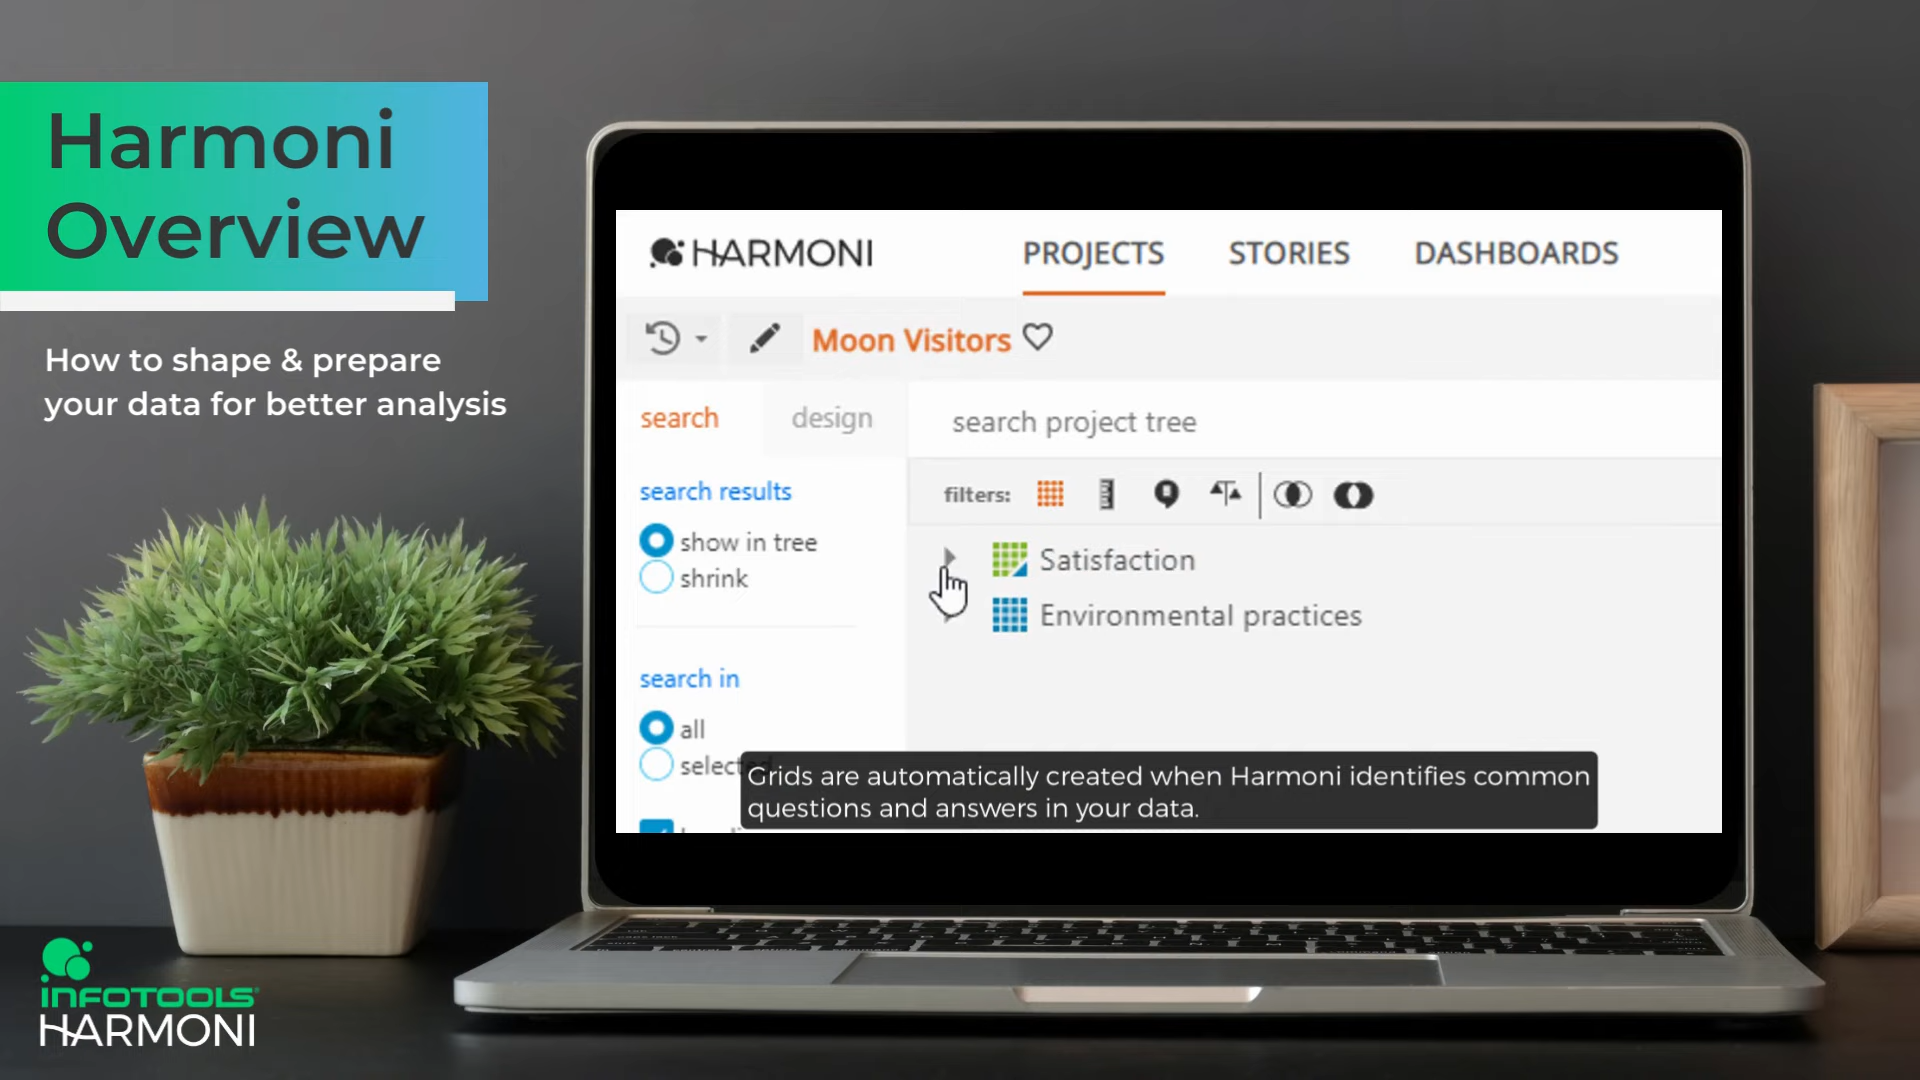 Harmoni
Overview
How to shape & prepare
your data for better analysis
HARMONI
PROJECTS
STORIES
DASHBOARDS
Moon Visitors
search
design
search project tree
search results
filters:
show in tree
shrink
Satisfaction
Environmental practices
search in
all
Grids are automatically created when Harmoni identifies common
questions and answers in your data.
INFOTOOLS
HARMONI